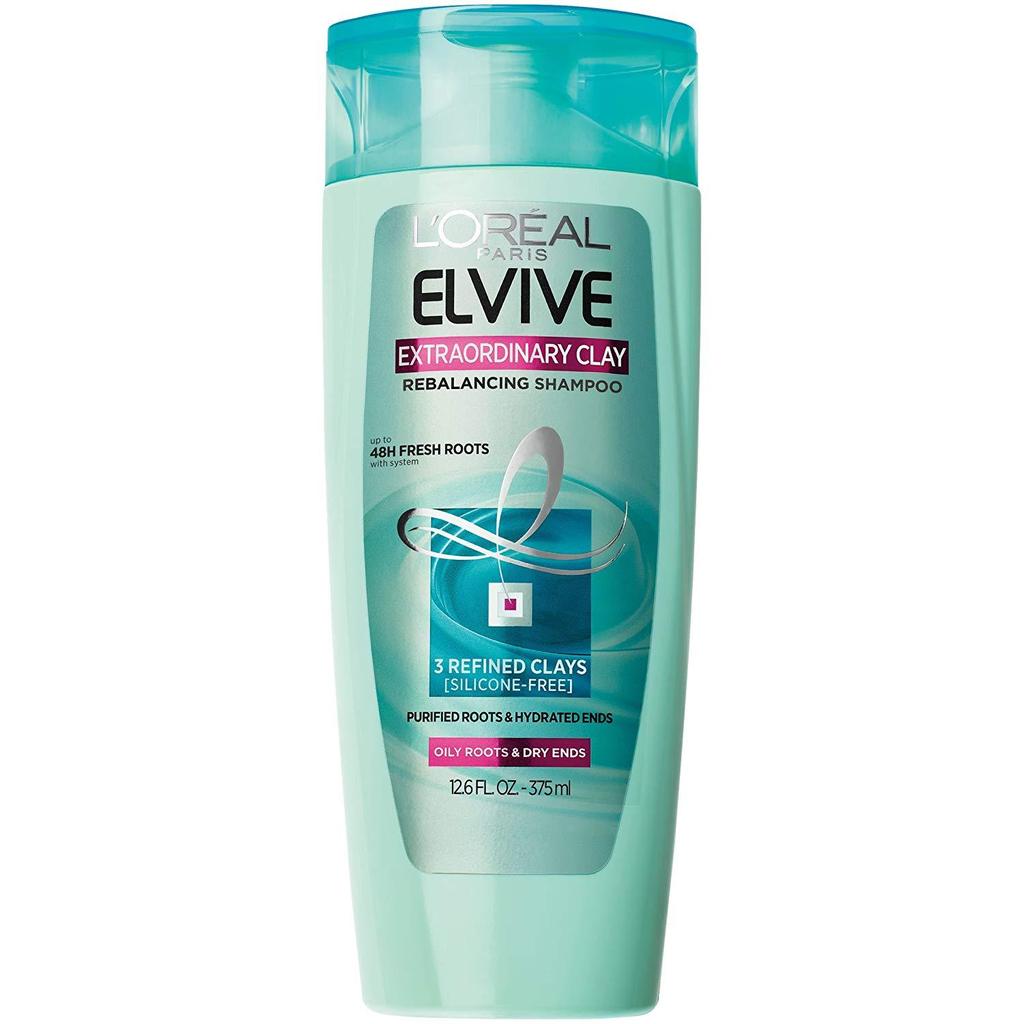 L'ORÉAL
PARIS
ELVIVE
EXTRAORDINARY CLAY
REBALANCING SHAMPOO
up to
48H FRESH ROOTS
with system
3 REFINED CLAYS
[SILICONE-FREE]
PURIFIED ROOTS & HYDRATED ENDS
OILY ROOTS & DRY ENDS
12.6 FL. OZ. - 375 ml